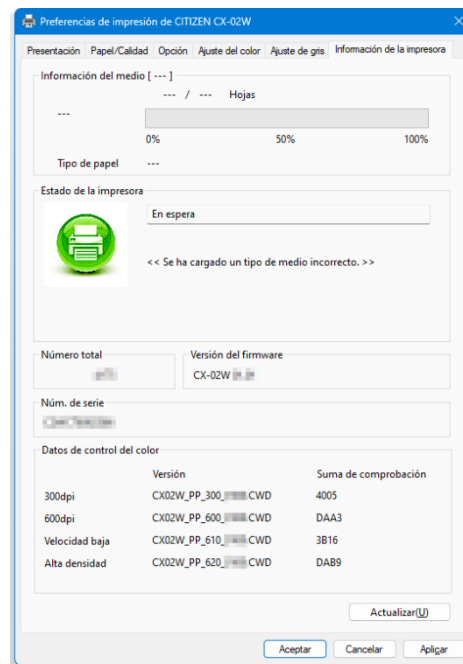 Preferencias de impresión de CITIZEN CX-02W
Presentación Papel/Calidad Opción Ajuste del color Ajuste de gris Información de la impresora
Información del medio [ --- ]
--- / --- Hojas
---
0% 50% 100%
Tipo de papel ---
Estado de la impresora
En espera
<< Se ha cargado un tipo de medio incorrecto. >>
Número total Versión del firmware
CX-02W
Núm. de serie
Datos de control del color
Versión Suma de comprobación
300dpi CX02W_PP_300_ .CWD 4005
600dpi CX02W_PP_600_ .CWD DAA3
Velocidad baja CX02W_PP_610_ .CWD 3B16
Alta densidad CX02W_PP_620_ .CWD DAB9
Actualizar(U)
Aceptar Cancelar Aplicar